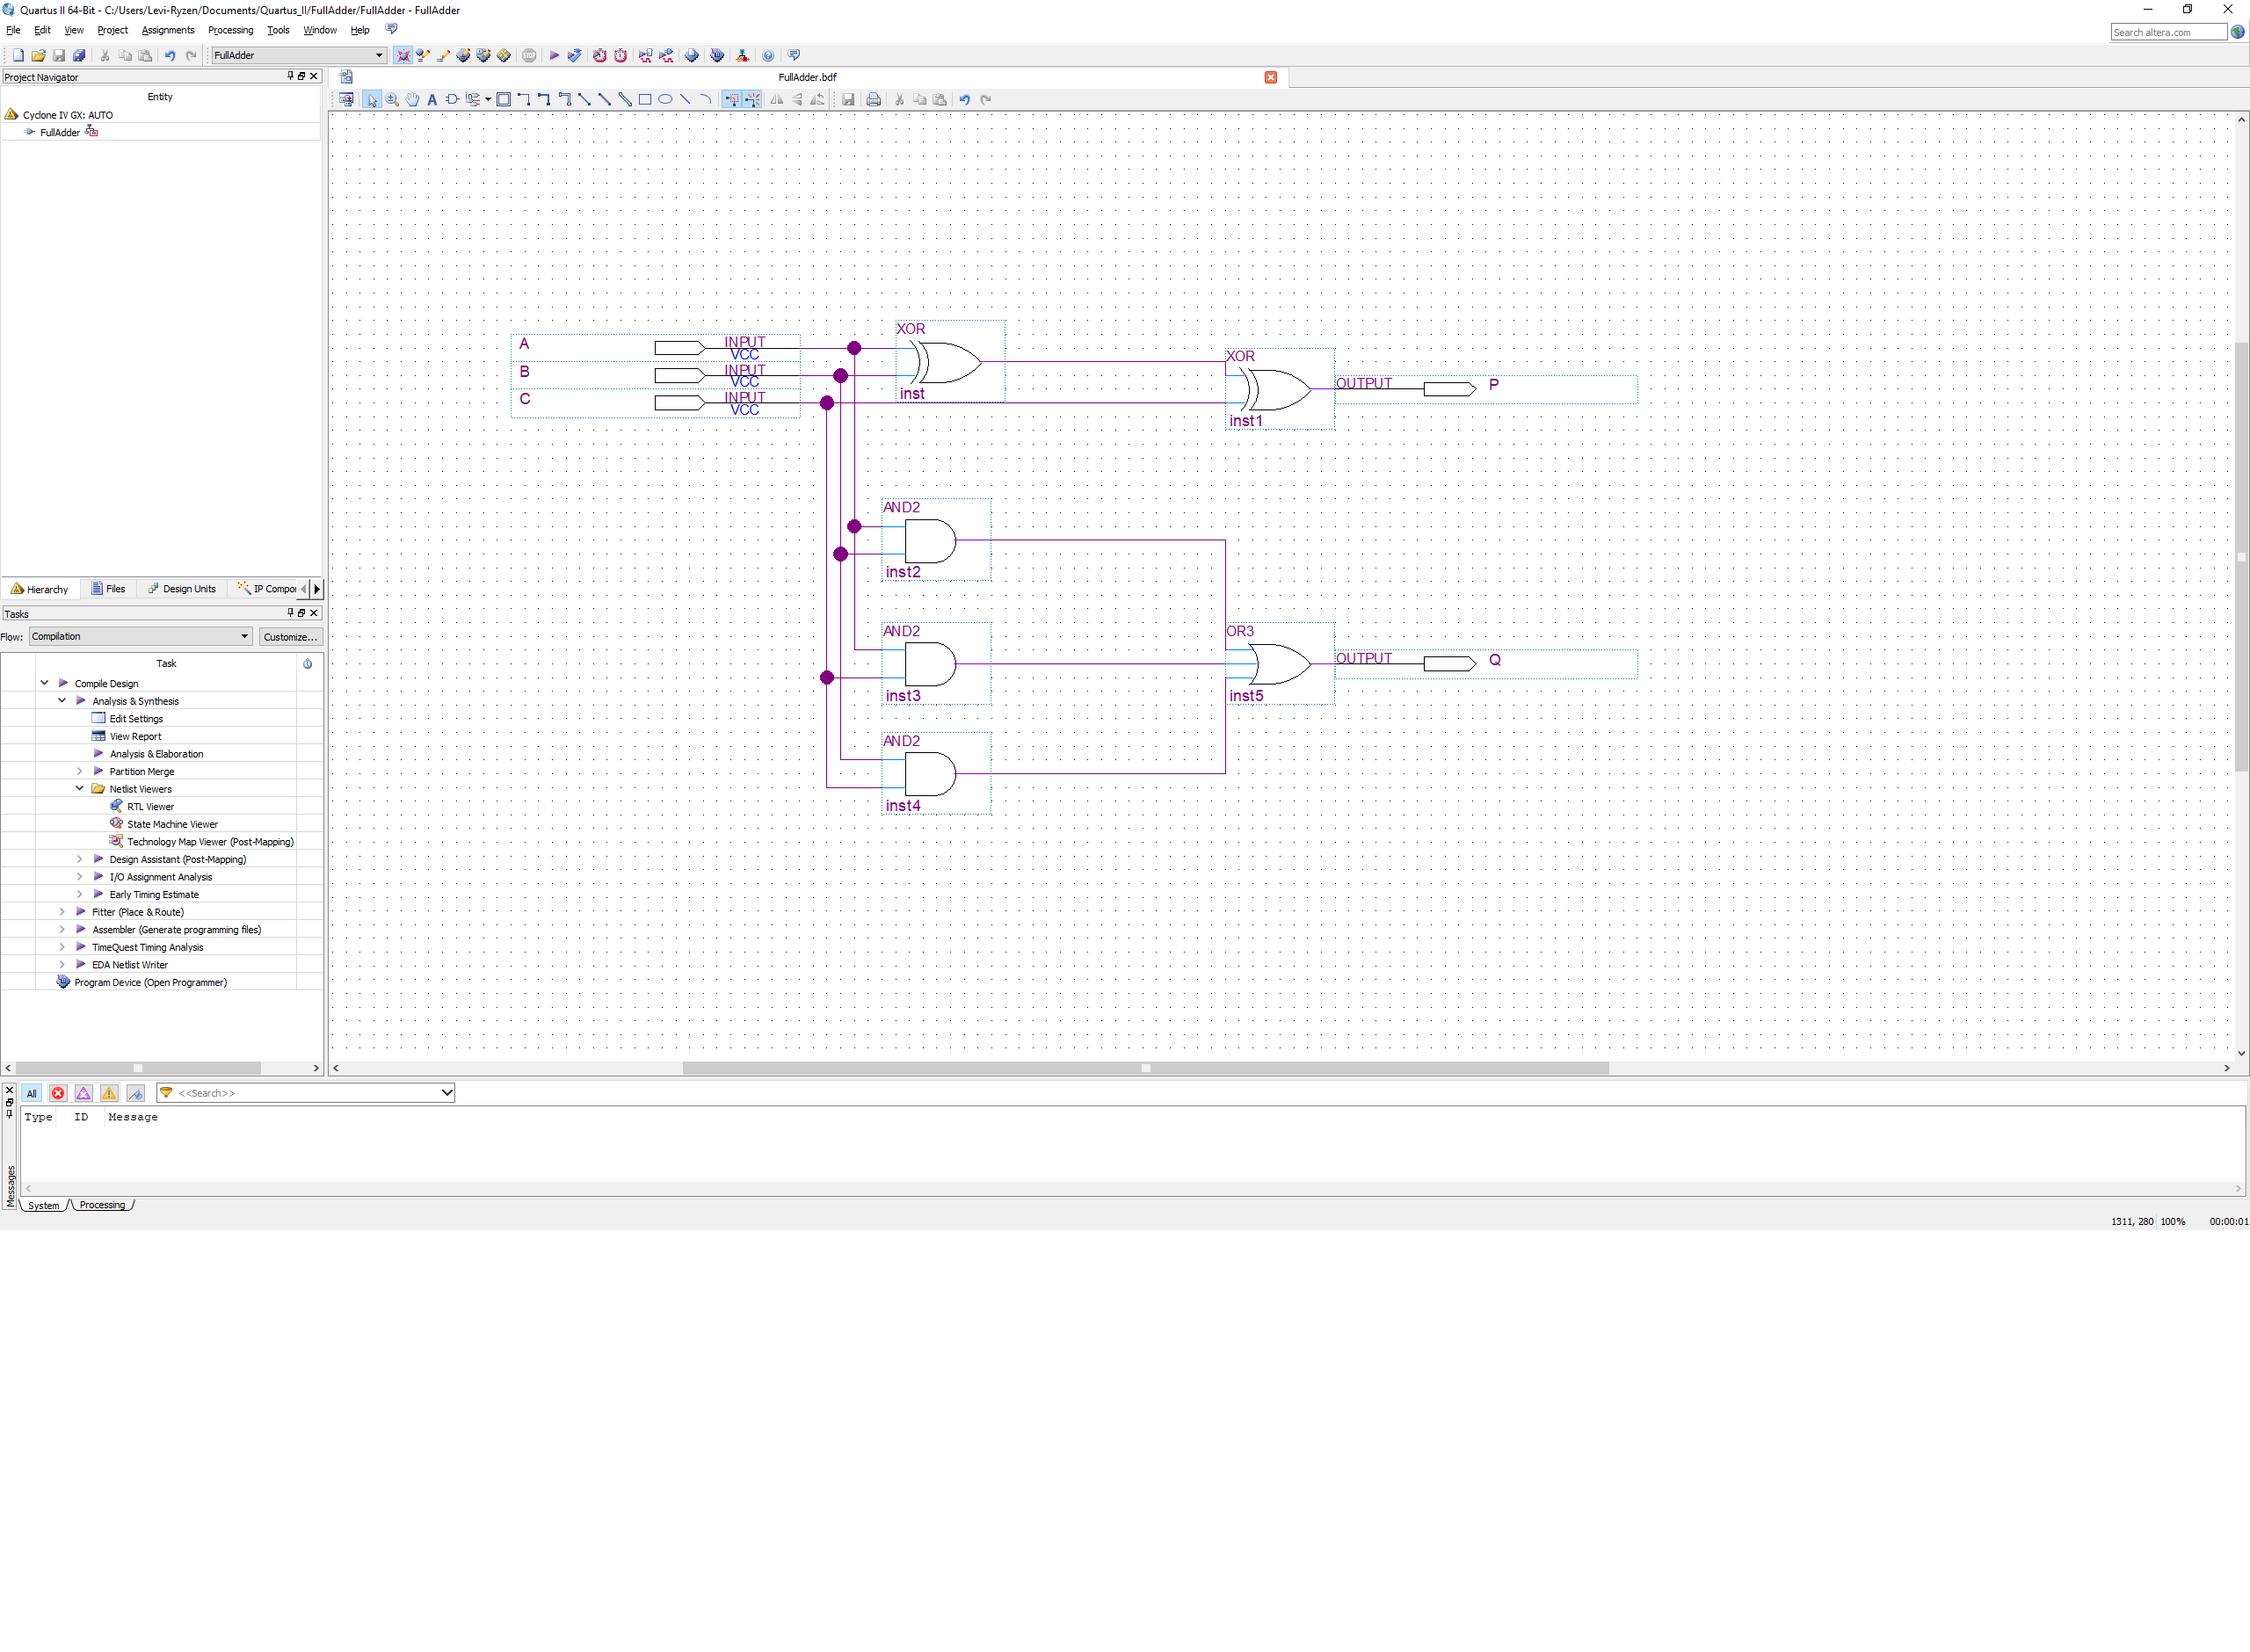 Quartus II 64-Bit - C:/Users/Levi-Ryzen/Documents/Quartus_II/FullAdder/FullAdder - FullAdder
File Edit View Project Assignments Processing Tools Window Help
Search altera.com
FullAdder
Project Navigator
FullAdder.bdf
Entity
Cyclone IV GX: AUTO
FullAdder
Hierarchy Files Design Units IP Compor
Tasks
Flow: Compilation Customize...
Task
Compile Design
Analysis & Synthesis
Edit Settings
View Report
Analysis & Elaboration
Partition Merge
Netlist Viewers
RTL Viewer
State Machine Viewer
Technology Map Viewer (Post-Mapping)
Design Assistant (Post-Mapping)
I/O Assignment Analysis
Early Timing Estimate
Fitter (Place & Route)
Assembler (Generate programming files)
TimeQuest Timing Analysis
EDA Netlist Writer
Program Device (Open Programmer)
A INPUT
VCC
B INPUT
VCC
C INPUT
VCC
XOR
inst
XOR
inst1
OUTPUT P
AND2
inst2
AND2
inst3
AND2
inst4
OR3
inst5
OUTPUT Q
All <<Search>>
Type ID Message
Messages
System Processing
1311, 280 100% 00:00:01